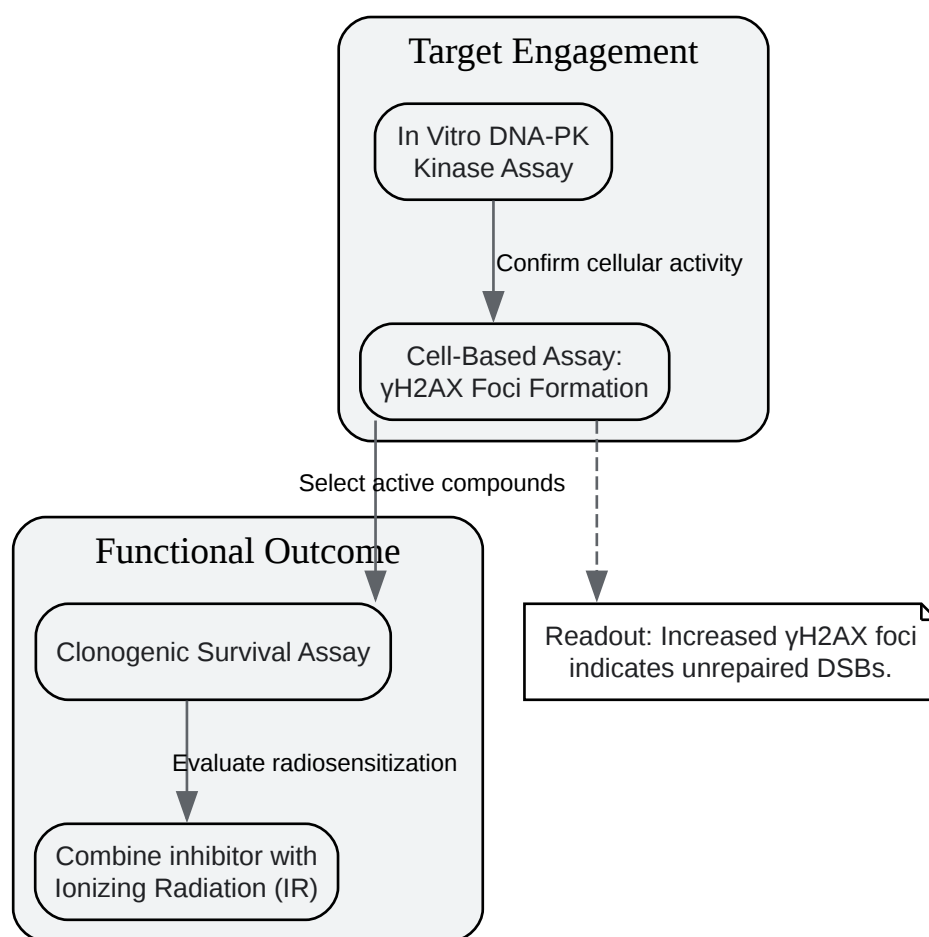 Target Engagement
In Vitro DNA-PK
Kinase Assay
Confirm cellular activity
Cell-Based Assay:
γH2AX Foci Formation
Select active compounds
Functional Outcome
Clonogenic Survival Assay
Readout: Increased γH2AX foci
indicates unrepaired DSBs.
Evaluate radiosensitization
Combine inhibitor with
Ionizing Radiation (IR)